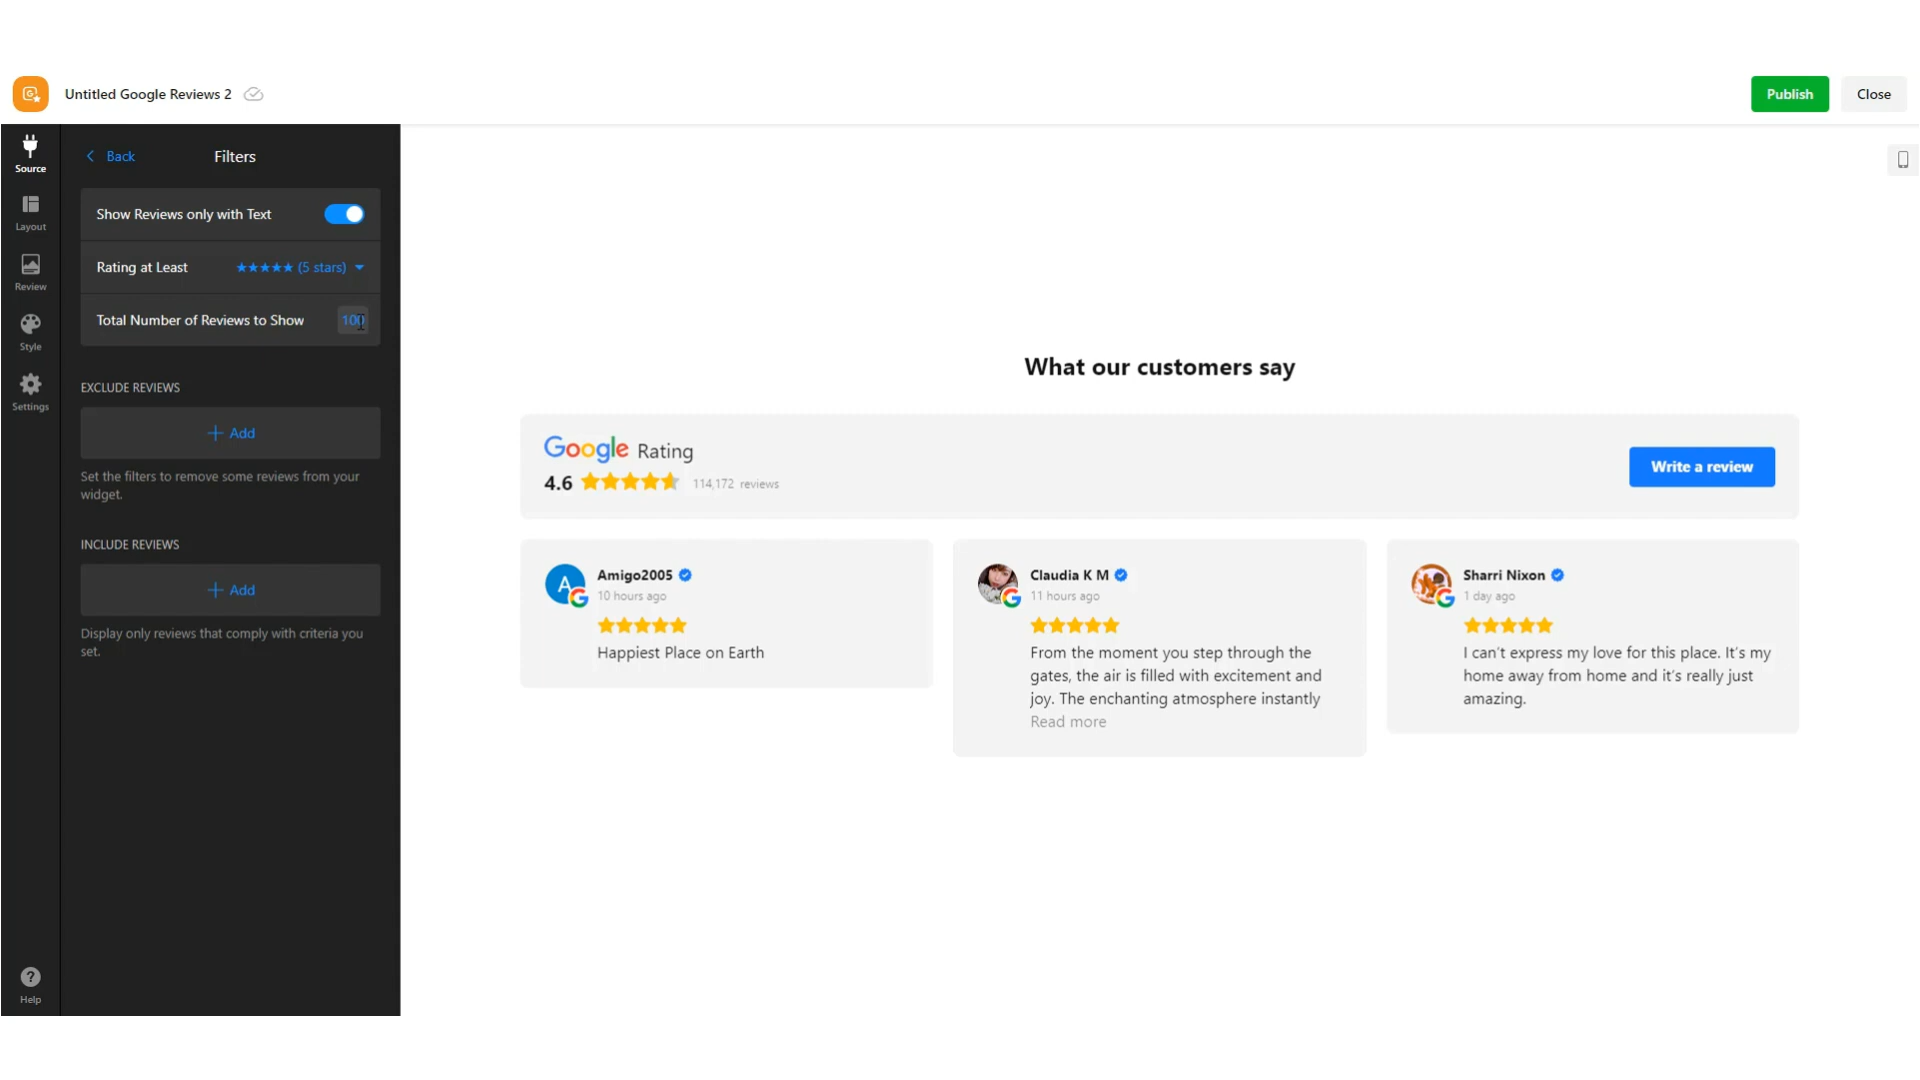 Untitled Google Reviews 2
Publish
Close
Source
Layout
Review
Style
Settings
Help
Back
Filters
Show Reviews only with Text
Rating at Least
★★★★★ (5 stars)
Total Number of Reviews to Show
100
EXCLUDE REVIEWS
+ Add
Set the filters to remove some reviews from your
widget.
INCLUDE REVIEWS
+ Add
Display only reviews that comply with criteria you
set.
What our customers say
Google Rating
4.6
114,172 reviews
Write a review
A
Amigo2005
10 hours ago
Happiest Place on Earth
Claudia K M
11 hours ago
From the moment you step through the
gates, the air is filled with excitement and
joy. The enchanting atmosphere instantly
Read more
Sharri Nixon
1 day ago
I can't express my love for this place. It's my
home away from home and it's really just
amazing.